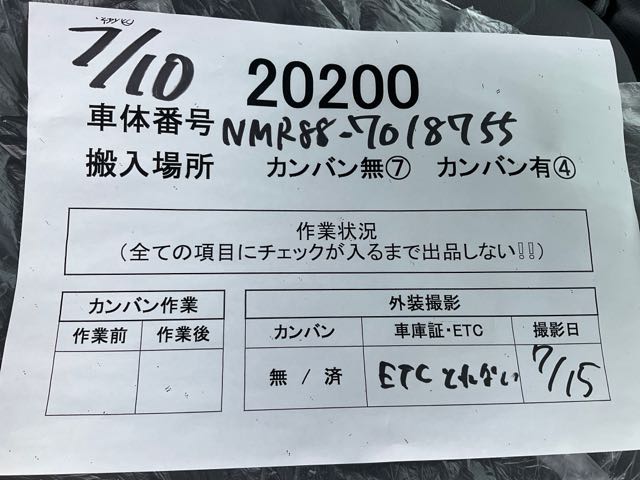 7/10
20200
車体番号 NMR88-7018755
搬入場所 カンバン無⑦ カンバン有④
作業状況
(全ての項目にチェックが入るまで出品しない!!)
カンバン作業
作業前 作業後
外装撮影
カンバン 車庫証・ETC 撮影日
無 / 済 ETCとれない 7/15